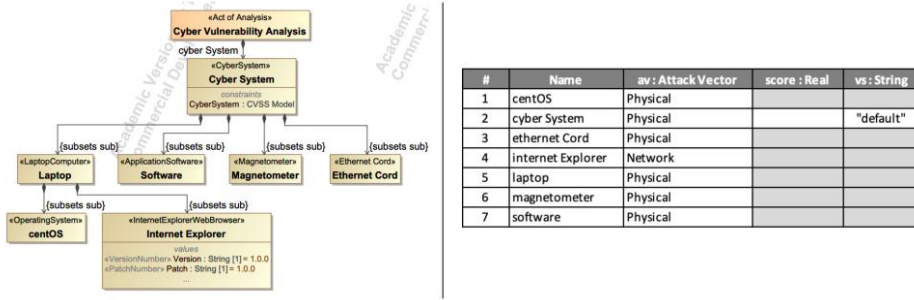 «Act of Analysis»
Cyber Vulnerability Analysis
cyber System
«CyberSystem»
Cyber System
constraints
CyberSystem : CVSS Model
{subsets sub} {subsets sub} {subsets sub} {subsets sub}
«LaptopComputer» «ApplicationSoftware» «Magnetometer» «Ethernet Cord»
Laptop Software Magnetometer Ethernet Cord
{subsets sub} {subsets sub}
«OperatingSystem» «InternetExplorerWebBrowser»
centOS Internet Explorer
values
«VersionNumber» Version : String [1] = 1.0.0
«PatchNumber» Patch : String [1] = 1.0.0
...
Academic Version
Commercial
Academic
Commercial
# Name av : Attack Vector score : Real vs : String
1 centOS Physical
2 cyber System Physical "default"
3 ethernet Cord Physical
4 internet Explorer Network
5 laptop Physical
6 magnetometer Physical
7 software Physical